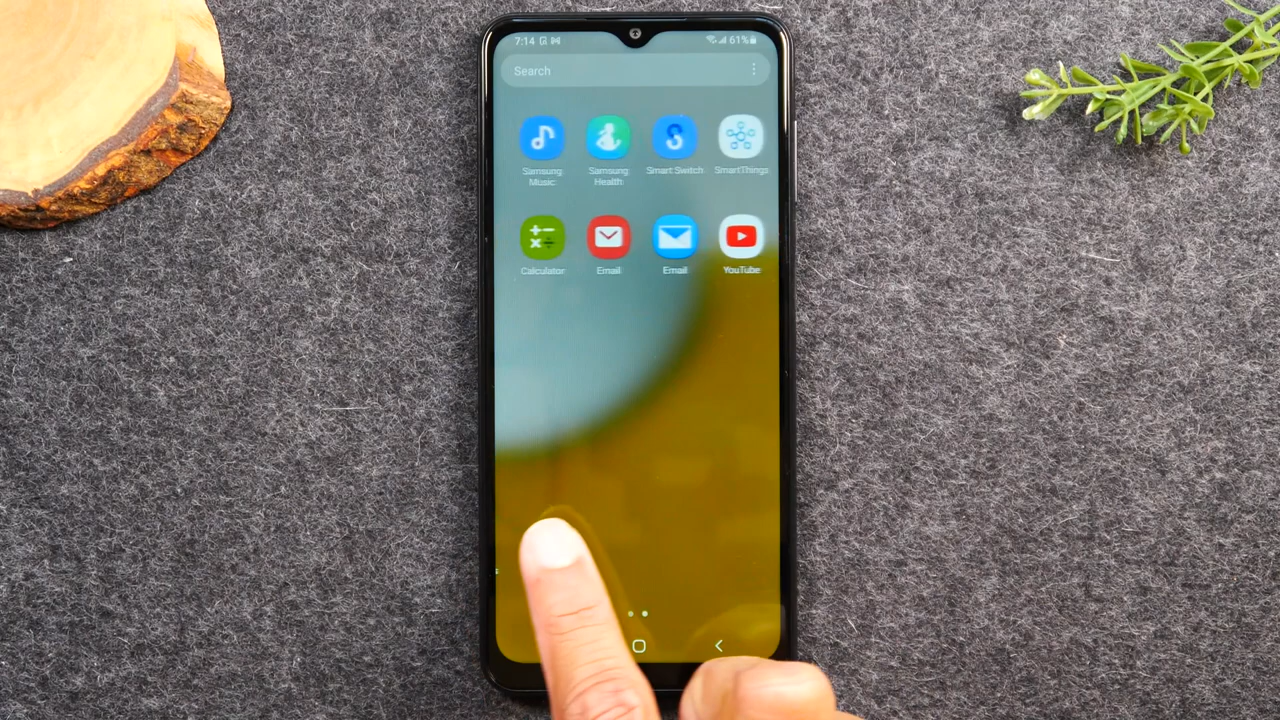 7:14 61%
Search
Samsung Music
Samsung Health
Smart Switch
SmartThings
Calculator
Email
Email
YouTube